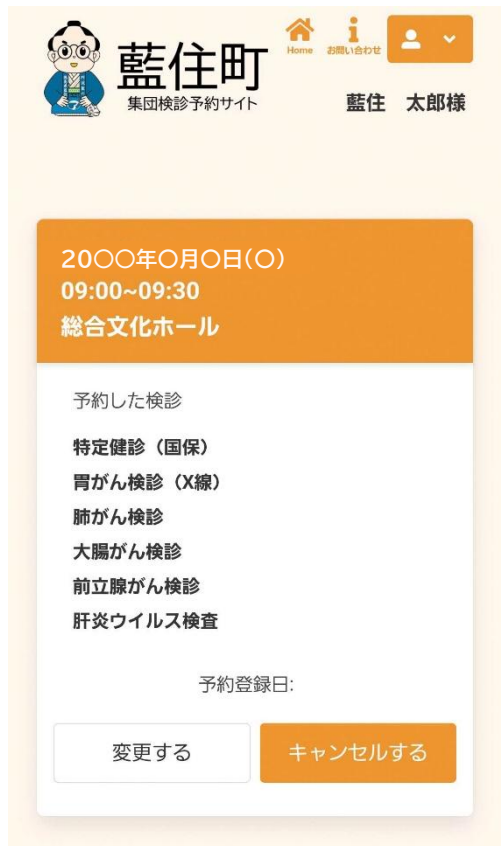 藍住町
集団検診予約サイト
Home
お問い合わせ
藍住 太郎様
20〇〇年〇月〇日(〇)
09:00~09:30
総合文化ホール
予約した検診
特定健診（国保）
胃がん検診（X線）
肺がん検診
大腸がん検診
前立腺がん検診
肝炎ウイルス検査
予約登録日:
変更する
キャンセルする